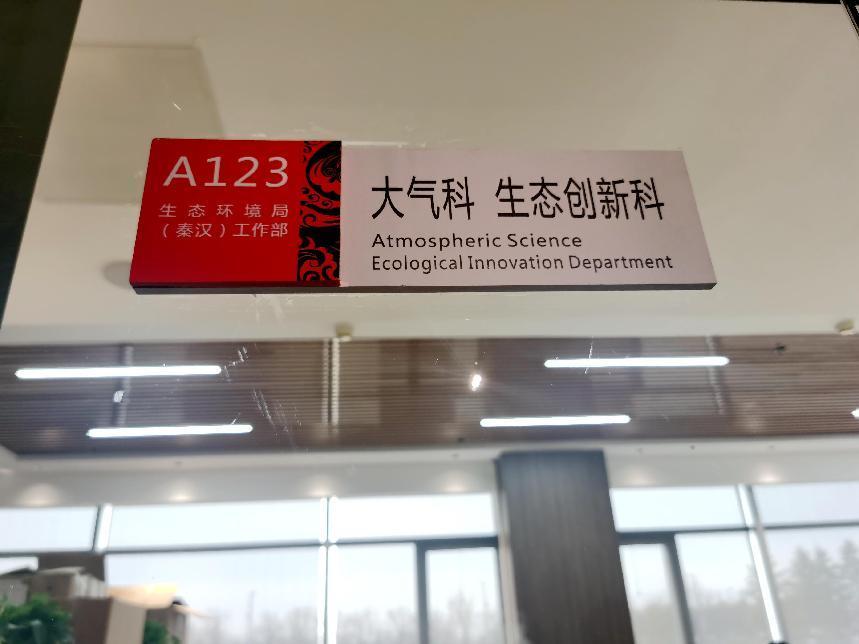 A123
生态环境局
（秦汉）工作部
大气科 生态创新科
Atmospheric Science
Ecological Innovation Department